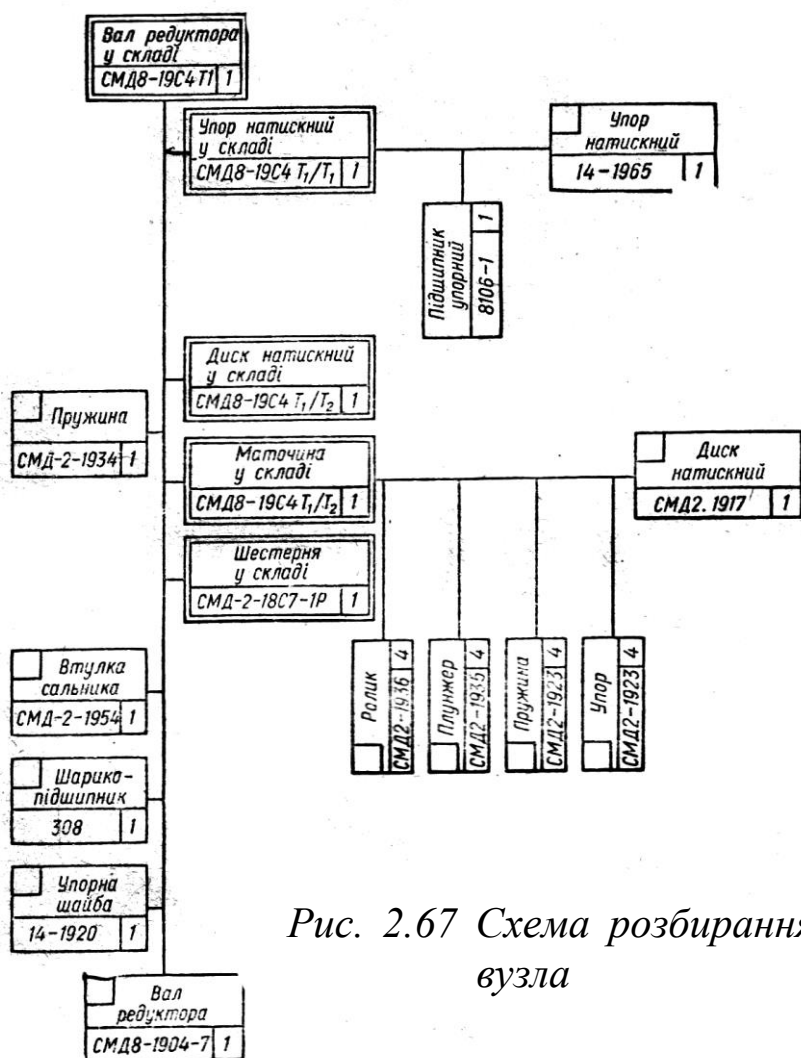 Вал редуктора
у складі
СМД8-19С4Т1 1
Упор натискний
у складі
СМД8-19С4 Т₁/Т₁ 1
Упор
натискний
14-1965 1
Підшипник
упорний
8106-1 1
Диск натискний
у складі
СМД8-19С4 Т₁/Т₂ 1
Пружина
СМД-2-1934 1
Маточина
у складі
СМД8-19С4 Т₁/Т₂ 1
Диск
натискний
СМД2.1917 1
Шестерня
у складі
СМД-2-18С7-1Р 1
Ролик
СМД2-1936 4
Плунжер
СМД2-1935 4
Пружина
СМД2-1923 4
Упор
СМД2-1923 4
Втулка
сальника
СМД-2-1954 1
Шарико-
підшипник
308 1
Упорна
шайба
14-1920 1
Вал
редуктора
СМД8-1904-7 1
Рис. 2.67 Схема розбирання
вузла